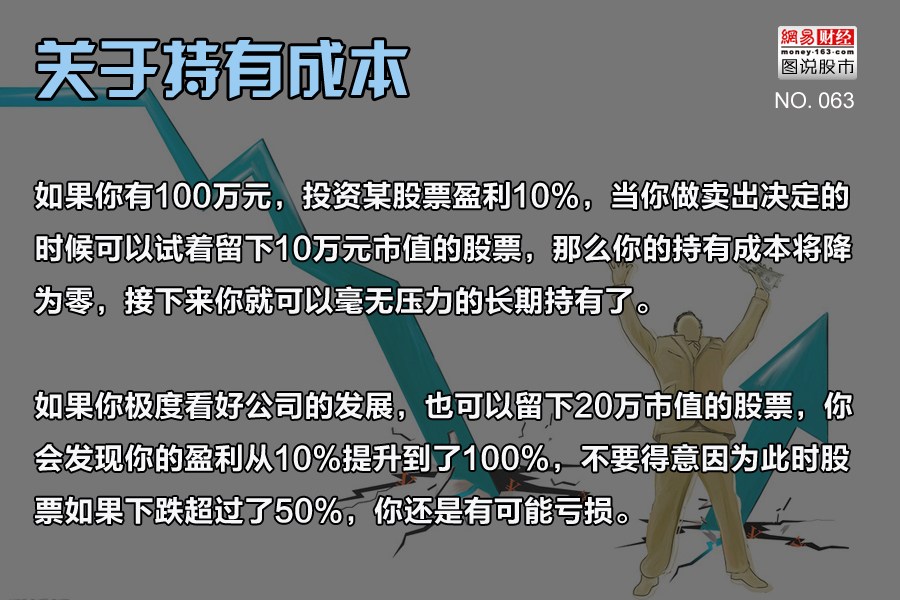 关于持有成本
網易财经
money·163·com
图说股市
NO. 063
如果你有100万元，投资某股票盈利10%，当你做卖出决定的
时候可以试着留下10万元市值的股票，那么你的持有成本将降
为零，接下来你就可以毫无压力的长期持有了。
如果你极度看好公司的发展，也可以留下20万市值的股票，你
会发现你的盈利从10%提升到了100%，不要得意因为此时股
票如果下跌超过了50%，你还是有可能亏损。